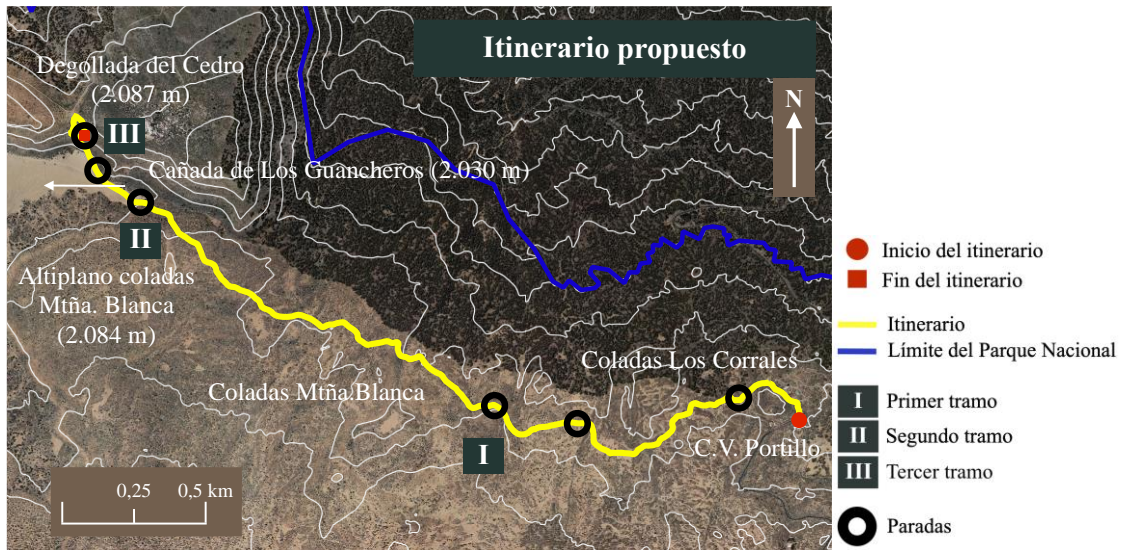 Itinerario propuesto
Degollada del Cedro
(2.087 m)
N
III
Cañada de Los Guancheros (2.030 m)
II
Altiplano coladas
Mtña. Blanca
(2.084 m)
Coladas Los Corrales
Coladas Mtña.Blanca
I
C.V. Portillo
0,25
0,5 km
Inicio del itinerario
Fin del itinerario
Itinerario
Límite del Parque Nacional
I
Primer tramo
II
Segundo tramo
III
Tercer tramo
Paradas